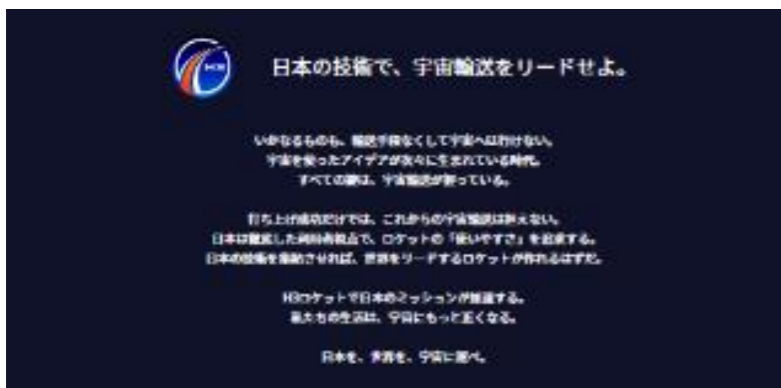 H3
日本の技術で、宇宙輸送をリードせよ。
いかなるものも、輸送手段なくして宇宙へは行けない。
宇宙を使ったアイデアが次々に生まれている時代。
すべての夢は、宇宙輸送が握っている。
打ち上げ成功だけでは、これからの宇宙輸送は担えない。
日本は徹底した利用者視点で、ロケットの「使いやすさ」を追求する。
日本の技術を集結させれば、世界をリードするロケットが作れるはずだ。
H3ロケットで日本のミッションが加速する。
私たちの生活は、宇宙にもっと近くなる。
日本を、世界を、宇宙に運べ。